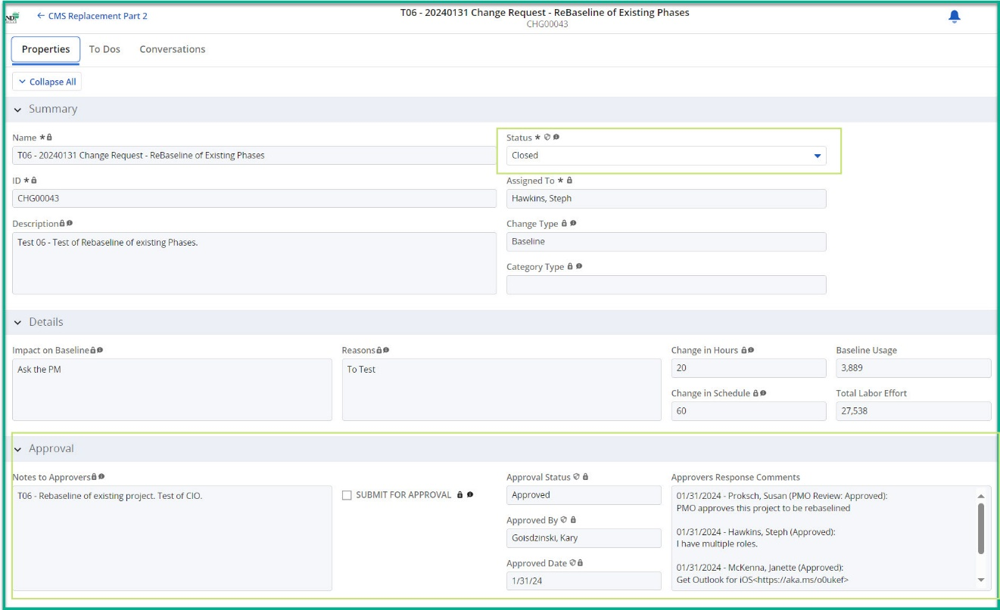 ND
← CMS Replacement Part 2
T06 - 20240131 Change Request - ReBaseline of Existing Phases
CHG00043
Properties
To Dos
Conversations
Collapse All
Summary
Name *
T06 - 20240131 Change Request - ReBaseline of Existing Phases
Status *
Closed
ID *
CHG00043
Assigned To *
Hawkins, Steph
Description
Test 06 - Test of Rebaseline of existing Phases.
Change Type
Baseline
Category Type
Details
Impact on Baseline
Ask the PM
Reasons
To Test
Change in Hours
20
Baseline Usage
3,889
Change in Schedule
60
Total Labor Effort
27,538
Approval
Notes to Approvers
T06 - Rebaseline of existing project. Test of CIO.
SUBMIT FOR APPROVAL
Approval Status
Approved
Approved By
Goisdzinski, Kary
Approved Date
1/31/24
Approvers Response Comments
01/31/2024 - Proksch, Susan (PMO Review: Approved):
PMO approves this project to be rebaselined
01/31/2024 - Hawkins, Steph (Approved):
I have multiple roles.
01/31/2024 - McKenna, Janette (Approved):
Get Outlook for iOS<https://aka.ms/o0ukef>